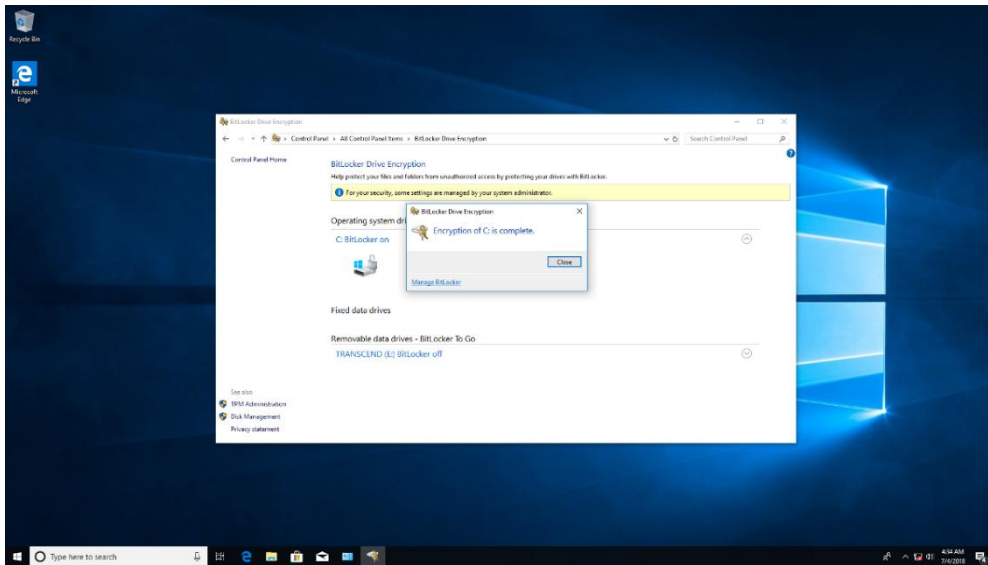 Recycle Bin
Microsoft
Edge
BitLocker Drive Encryption
Control Panel > All Control Panel Items > BitLocker Drive Encryption
Search Control Panel
Control Panel Home
BitLocker Drive Encryption
Help protect your files and folders from unauthorized access by protecting your drives with BitLocker.
For your security, some settings are managed by your system administrator.
Operating system dri
BitLocker Drive Encryption
Encryption of C: is complete.
C: BitLocker on
Close
Manage BitLocker
Fixed data drives
Removable data drives - BitLocker To Go
TRANSCEND (E:) BitLocker off
See also
TPM Administration
Disk Management
Privacy statement
Type here to search
4:34 AM
7/4/2018